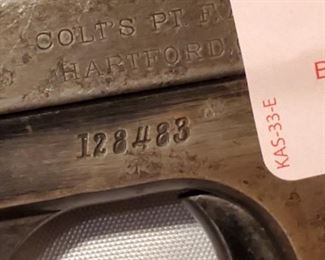 COLT'S PT. F.
HARTFORD,
128483
KAS-33-E